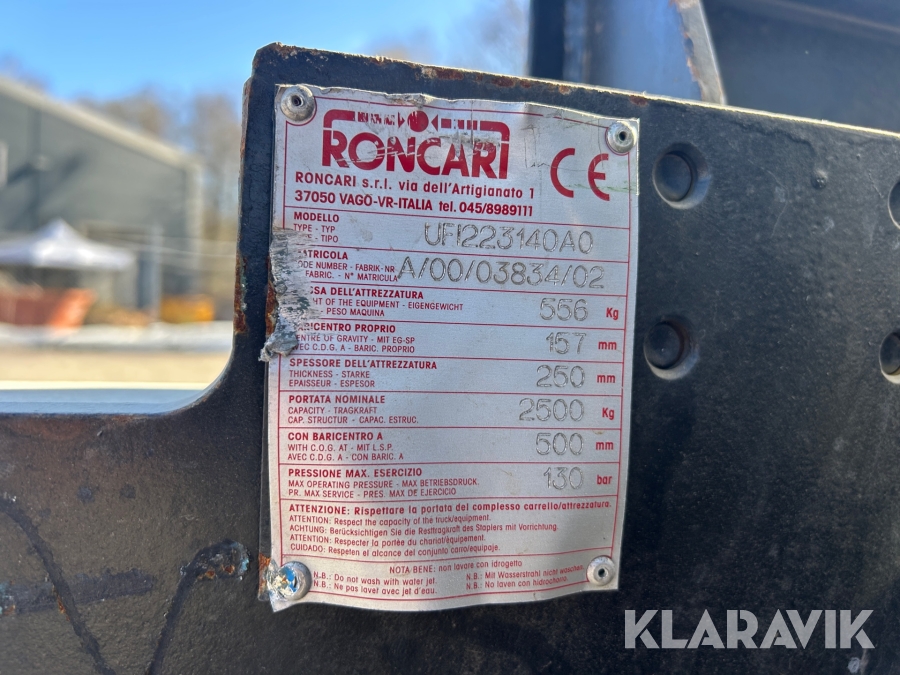 RONCARI
RONCARI s.r.l. via dell'Artigianato 1
37050 VAGO-VR-ITALIA tel. 045/8989111
CE
MODELLO
TYPE - TYP
TIPO
UFI223140A0
NUMBER - FABRIK-NR
FABRIC. - N° MATRICULA
A/00/03834/02
DELL'ATTREZZATURA
OF THE EQUIPMENT - EIGENGEWICHT
- PESO MAQUINA
556 Kg
BARICENTRO PROPRIO
CENTRE OF GRAVITY - MIT EG-SP
AVEC C.D.G. A - BARIC. PROPRIO
157 mm
SPESSORE DELL'ATTREZZATURA
THICKNESS - STARKE
EPAISSEUR - ESPESOR
250 mm
PORTATA NOMINALE
CAPACITY - TRAGKRAFT
CAP. STRUCTUR - CAPAC. ESTRUC.
2500 Kg
CON BARICENTRO A
WITH C.O.G. AT - MIT L.S.P.
AVEC C.D.G. A - CON BARIC. A
500 mm
PRESSIONE MAX. ESERCIZIO
MAX OPERATING PRESSURE - MAX BETRIEBSDRUCK.
PR. MAX SERVICE - PRES. MAX DE EJERCICIO
130 bar
ATTENZIONE: Rispettare la portata del complesso carrello/attrezzatura.
ATTENTION: Respect the capacity of the truck/equipment.
ACHTUNG: Berücksichtigen Sie die Resttragkraft des Staplers mit Vorrichtung.
ATTENTION: Respecter la portée du chariot/équipement.
CUIDADO: Respeten el alcance del conjunto carro/equipaje.
NOTA BENE: non lavare con idrogetto
N.B.: Do not wash with water jet.
N.B.: Mit Wasserstrahl nicht waschen.
N.B.: Ne pas lavet avec jet d'eau.
N.B.: No laven con hidrochorro.
KLARAVIK